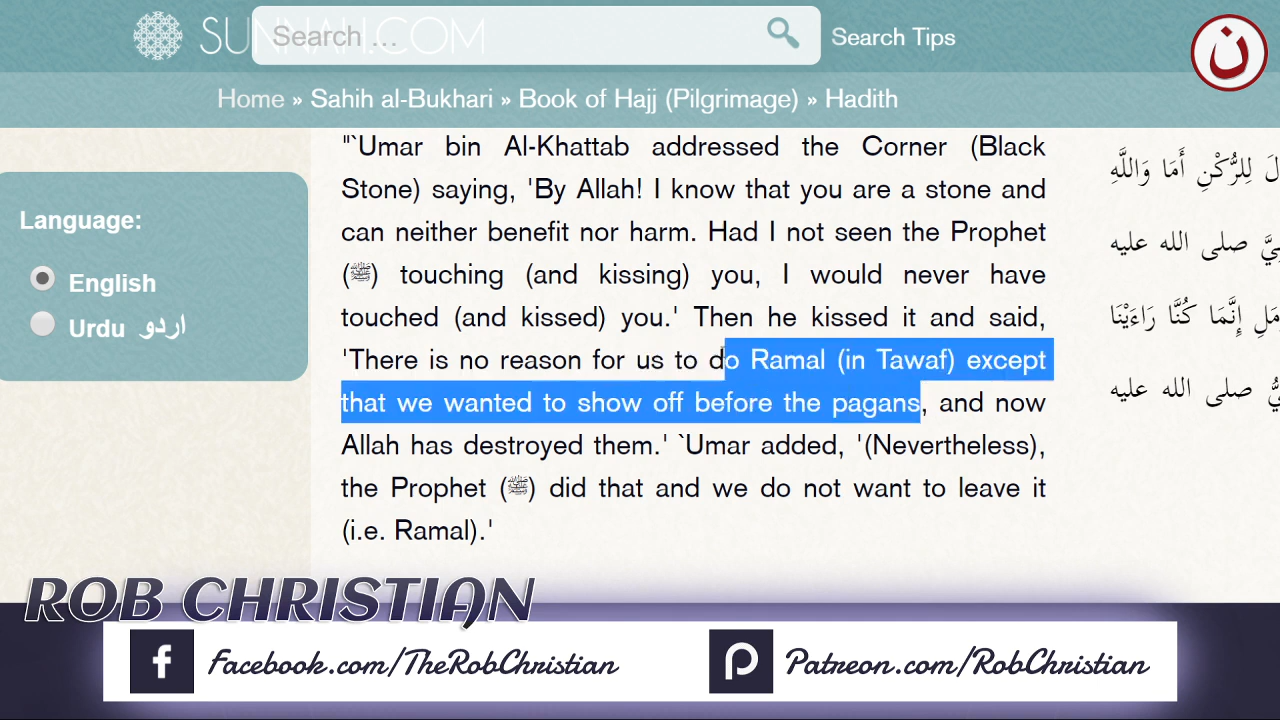 SUNNAH.COM
Search ...
Search Tips
ن
Home » Sahih al-Bukhari » Book of Hajj (Pilgrimage) » Hadith
Language:
English
Urdu اردو
"`Umar bin Al-Khattab addressed the Corner (Black
Stone) saying, 'By Allah! I know that you are a stone and
can neither benefit nor harm. Had I not seen the Prophet
(ﷺ) touching (and kissing) you, I would never have
touched (and kissed) you.' Then he kissed it and said,
'There is no reason for us to do Ramal (in Tawaf) except
that we wanted to show off before the pagans, and now
Allah has destroyed them.' `Umar added, '(Nevertheless),
the Prophet (ﷺ) did that and we do not want to leave it
(i.e. Ramal).'
لِلرُّكْنِ أَمَا وَاللَّهِ
صلى الله عليه
إِنَّمَا كُنَّا رَاءَيْنَا
صلى الله عليه
ROB CHRISTIAN
Facebook.com/TheRobChristian
Patreon.com/RobChristian